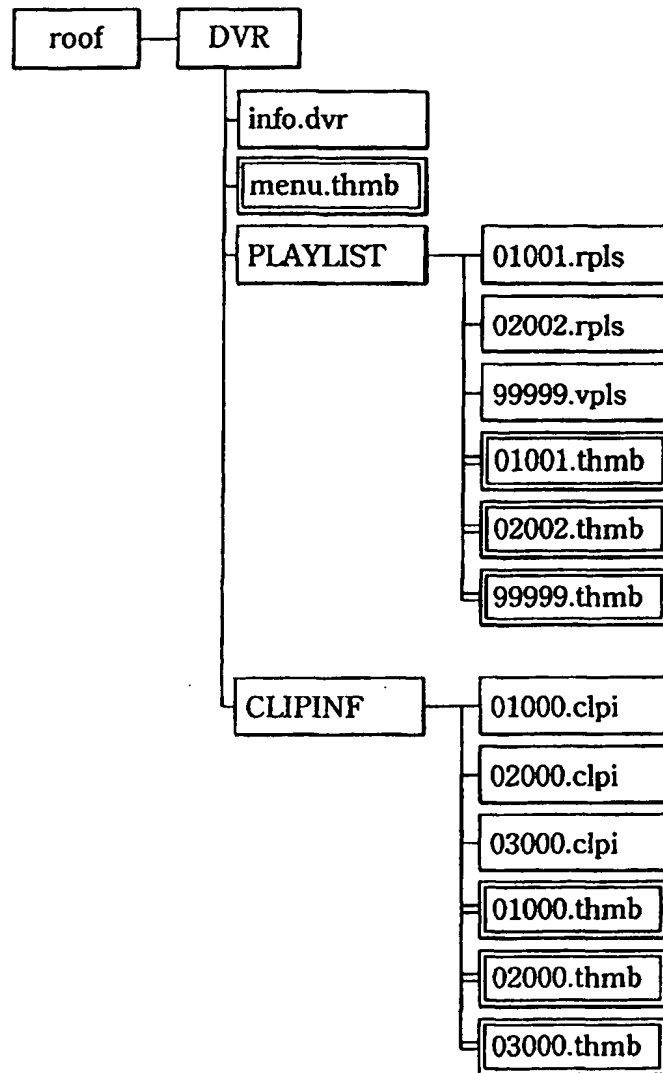 roof
DVR
info.dvr
menu.thmb
PLAYLIST
01001.rpls
02002.rpls
99999.vpls
01001.thmb
02002.thmb
99999.thmb
CLIPINF
01000.clpi
02000.clpi
03000.clpi
01000.thmb
02000.thmb
03000.thmb